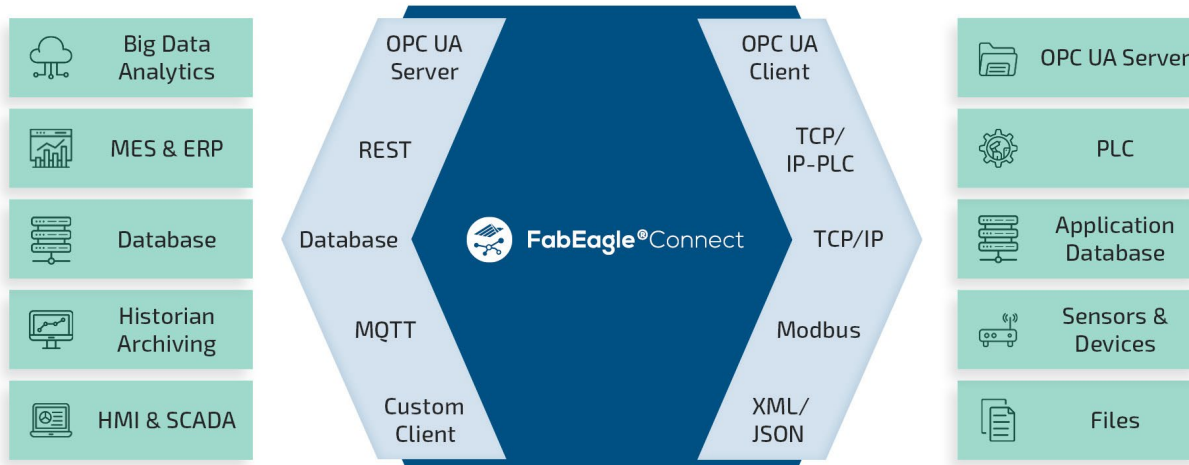 Big Data
Analytics
MES & ERP
Database
Historian
Archiving
HMI & SCADA
OPC UA
Server
REST
Database
MQTT
Custom
Client
FabEagle®Connect
OPC UA
Client
TCP/
IP-PLC
TCP/IP
Modbus
XML/
JSON
OPC UA Server
PLC
Application
Database
Sensors &
Devices
Files